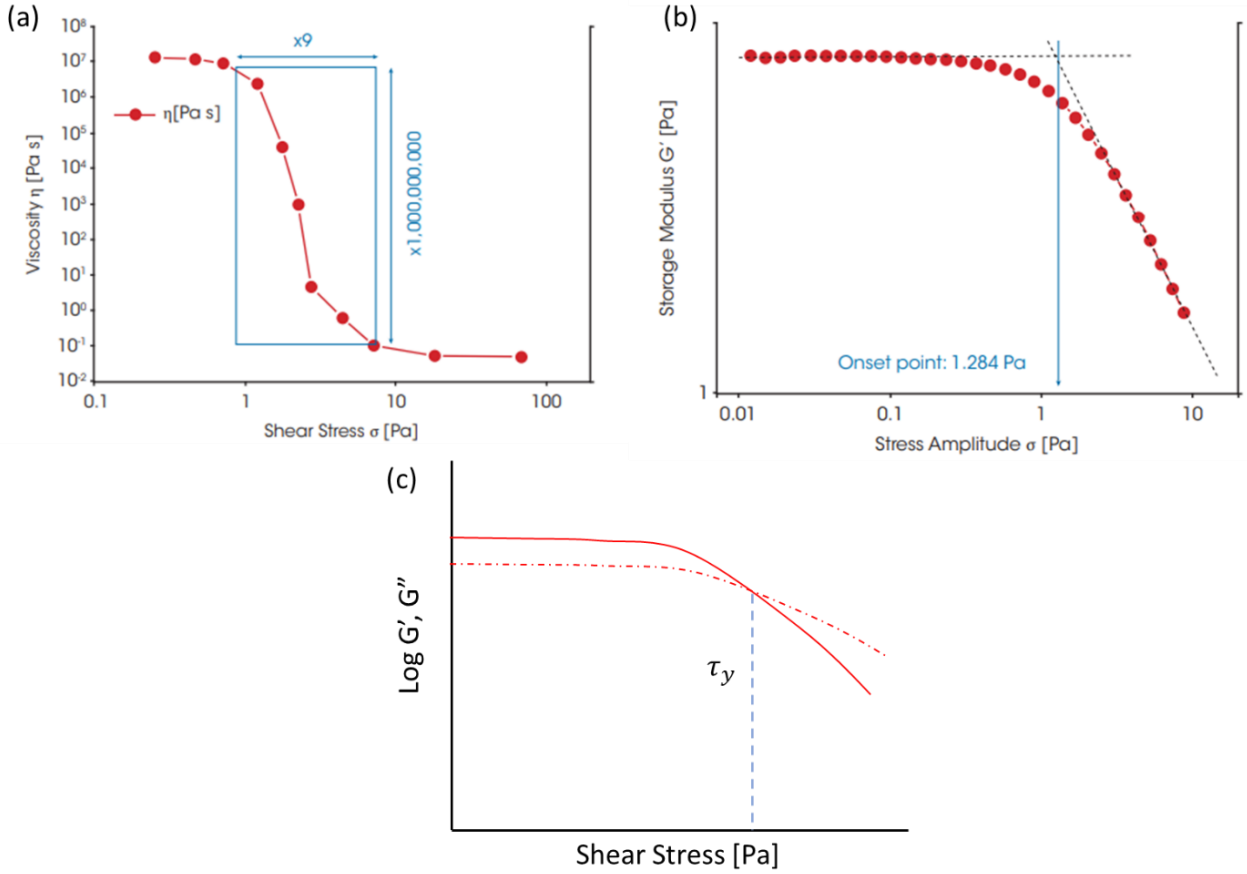 (a)
10⁸
10⁷
10⁶
10⁵
10⁴
10³
10²
10¹
10⁰
10⁻¹
10⁻²
Viscosity η [Pa s]
x9
η[Pa s]
x1,000,000,000
0.1
1
10
100
Shear Stress σ [Pa]
(b)
Storage Modulus G′ [Pa]
Onset point: 1.284 Pa
1
0.01
0.1
1
10
Stress Amplitude σ [Pa]
(c)
Log G′, G″
τy
Shear Stress [Pa]